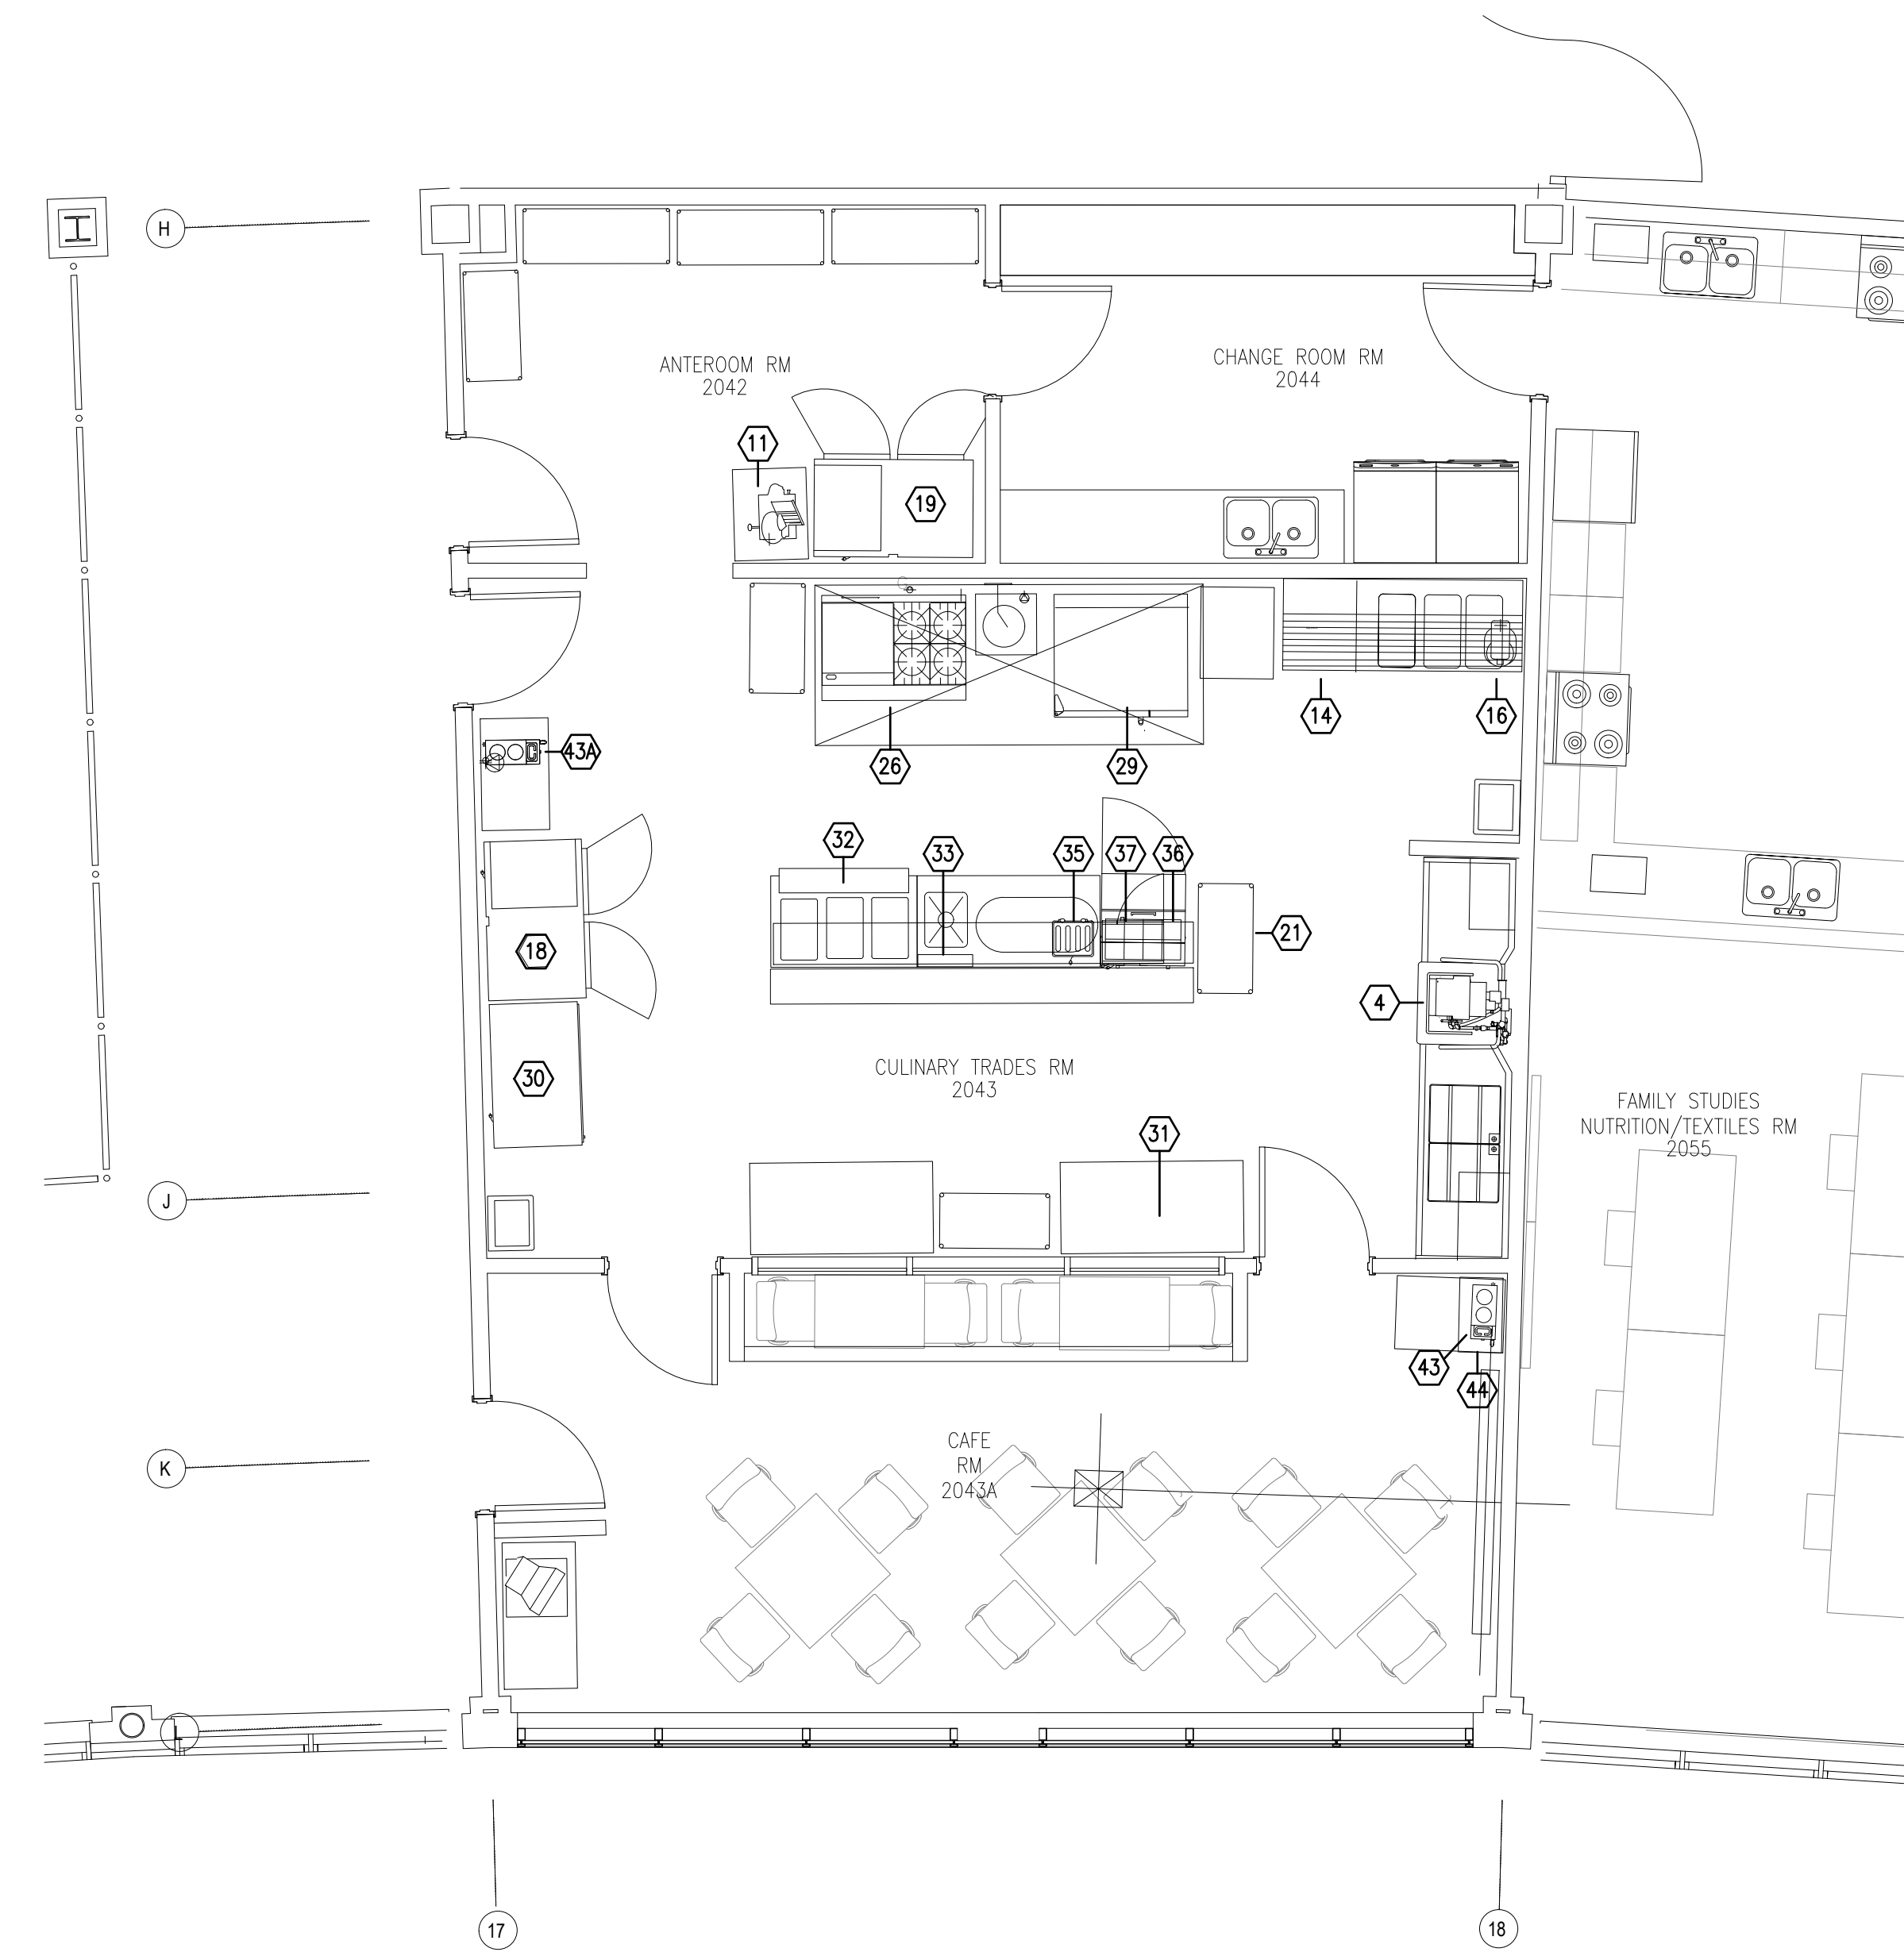 H
ANTEROOM RM
2042
CHANGE ROOM RM
2044
11
19
14
16
43A
26
29
32
33
35
37
36
18
21
4
30
CULINARY TRADES RM
2043
FAMILY STUDIES
NUTRITION/TEXTILES RM
2055
31
J
43
44
K
CAFE
RM
2043A
L
17
18